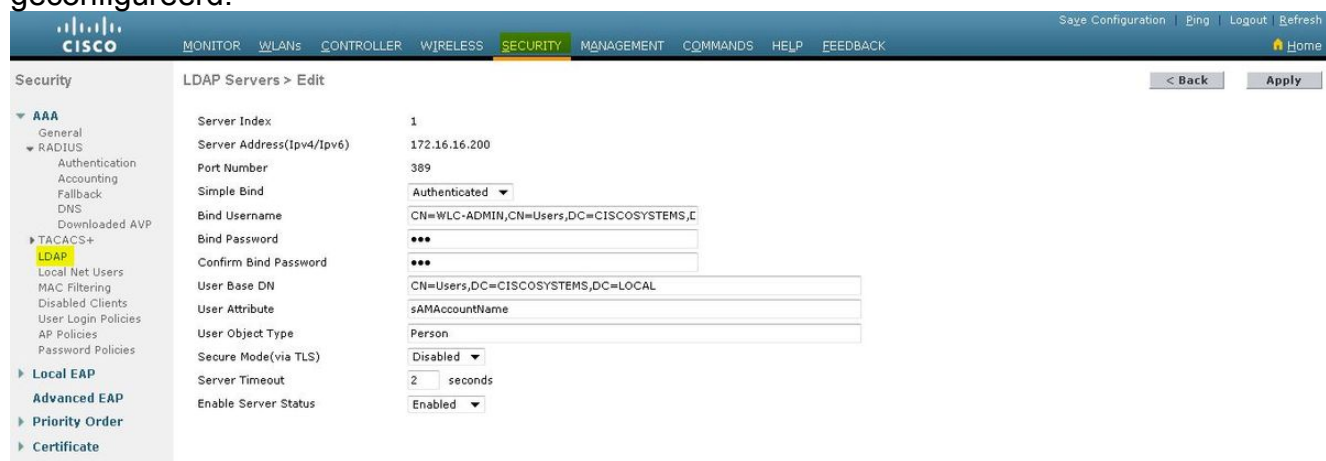 geconfigureerd.
Save Configuration | Ping | Logout | Refresh
CISCO
MONITOR WLANs CONTROLLER WIRELESS SECURITY MANAGEMENT COMMANDS HELP FEEDBACK
Home
Security
LDAP Servers > Edit
< Back
Apply
AAA
General
RADIUS
Authentication
Accounting
Fallback
DNS
Downloaded AVP
TACACS+
LDAP
Local Net Users
MAC Filtering
Disabled Clients
User Login Policies
AP Policies
Password Policies
Local EAP
Advanced EAP
Priority Order
Certificate
Server Index 1
Server Address(Ipv4/Ipv6) 172.16.16.200
Port Number 389
Simple Bind Authenticated
Bind Username CN=WLC-ADMIN,CN=Users,DC=CISCOSYSTEMS,
Bind Password •••
Confirm Bind Password •••
User Base DN CN=Users,DC=CISCOSYSTEMS,DC=LOCAL
User Attribute sAMAccountName
User Object Type Person
Secure Mode(via TLS) Disabled
Server Timeout 2 seconds
Enable Server Status Enabled